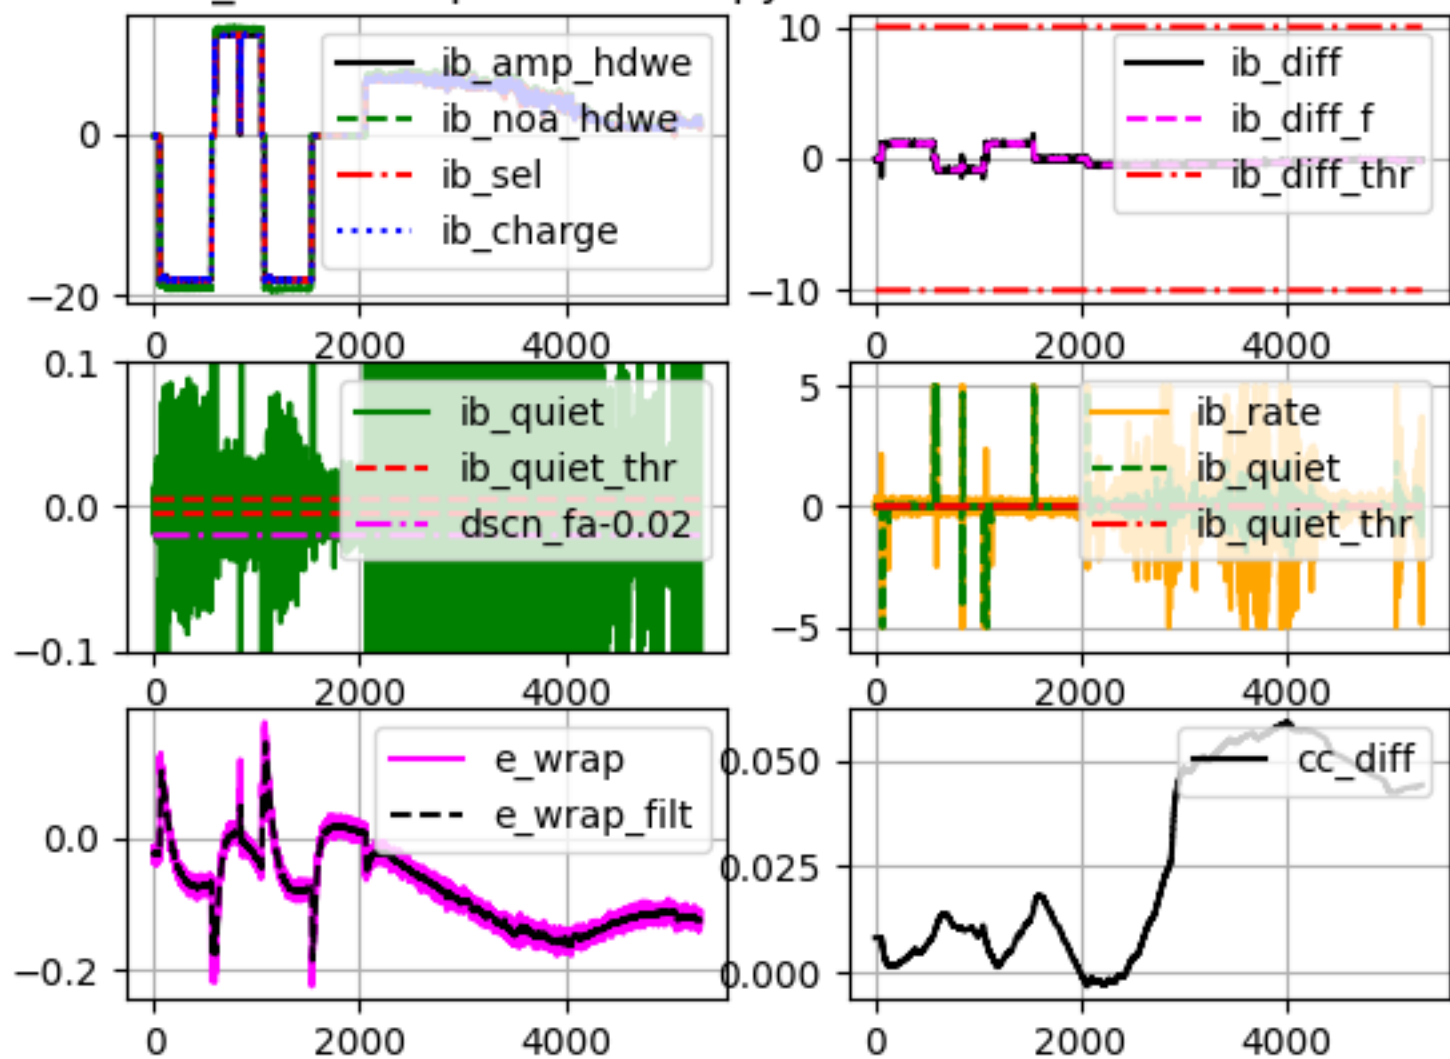 0
−20
0
2000
4000
ib_amp_hdwe
ib_noa_hdwe
ib_sel
ib_charge
10
0
−10
0
2000
4000
ib_diff
ib_diff_f
ib_diff_thr
0.1
0.0
−0.1
0
2000
4000
ib_quiet
ib_quiet_thr
dscn_fa-0.02
5
0
−5
0
2000
4000
ib_rate
ib_quiet
ib_quiet_thr
0.0
−0.2
0
2000
4000
e_wrap
e_wrap_filt
0.050
0.025
0.000
0
2000
4000
cc_diff